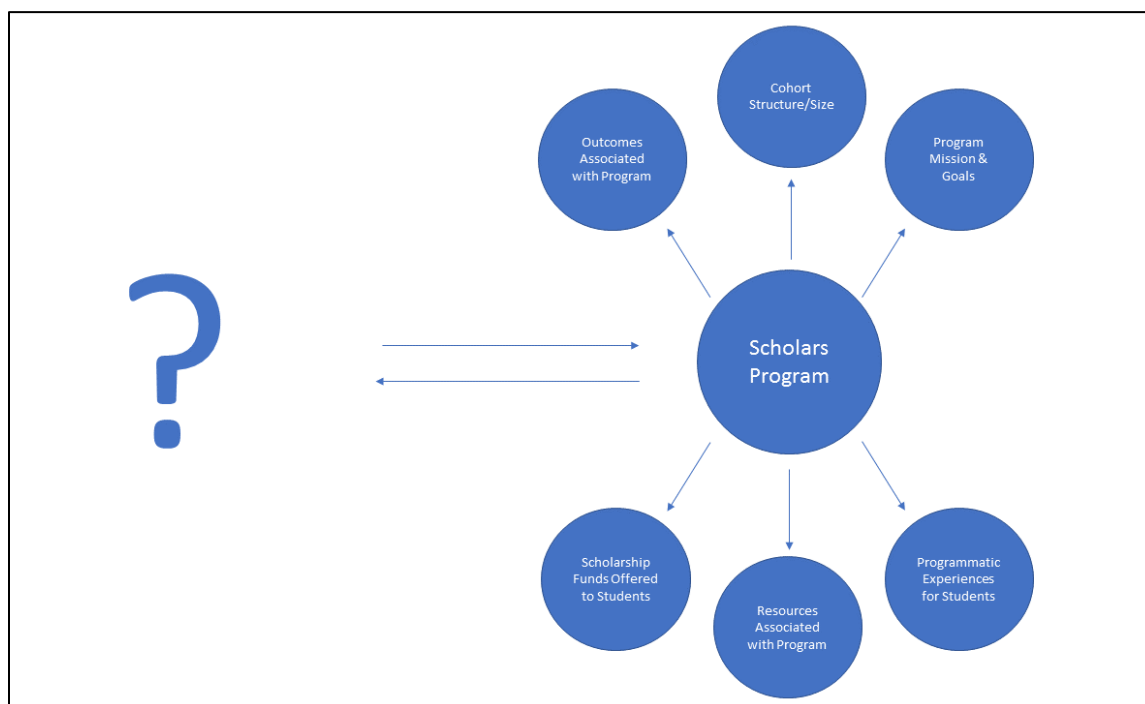 Cohort
Structure/Size
Outcomes
Associated
with Program
Program
Mission &
Goals
?
Scholars
Program
Scholarship
Funds Offered
to Students
Resources
Associated
with Program
Programmatic
Experiences
for Students